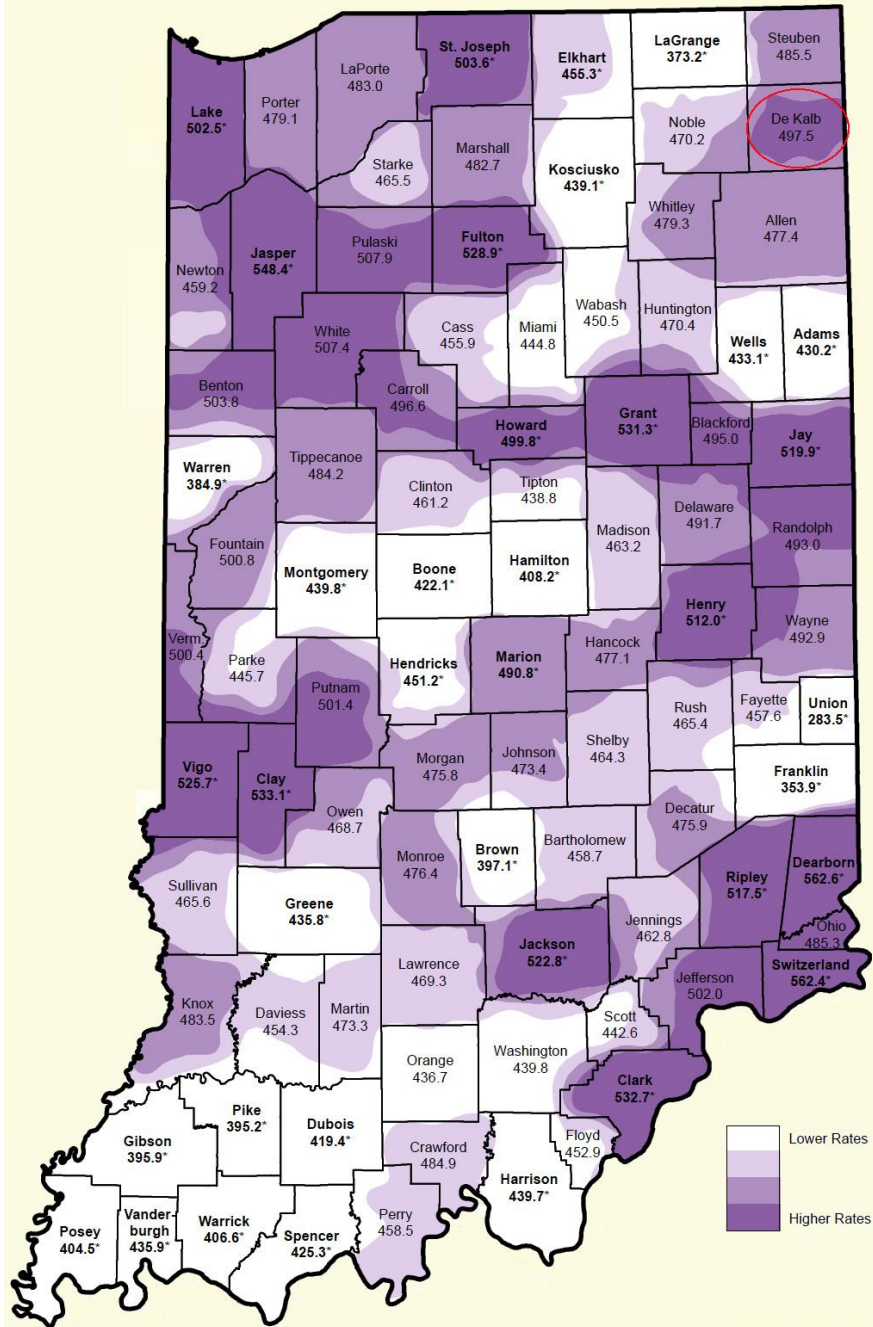 St. Joseph
503.6*
Elkhart
455.3*
LaGrange
373.2*
Steuben
485.5
LaPorte
483.0
Porter
479.1
Lake
502.5*
Noble
470.2
De Kalb
497.5
Starke
465.5
Marshall
482.7
Kosciusko
439.1*
Whitley
479.3
Allen
477.4
Newton
459.2
Jasper
548.4*
Pulaski
507.9
Fulton
528.9*
White
507.4
Cass
455.9
Miami
444.8
Wabash
450.5
Huntington
470.4
Wells
433.1*
Adams
430.2*
Benton
503.8
Carroll
496.6
Howard
499.8*
Grant
531.3*
Blackford
495.0
Jay
519.9*
Warren
384.9*
Tippecanoe
484.2
Clinton
461.2
Tipton
438.8
Madison
463.2
Delaware
491.7
Randolph
493.0
Fountain
500.8
Montgomery
439.8*
Boone
422.1*
Hamilton
408.2*
Henry
512.0*
Wayne
492.9
Verm.
500.4
Parke
445.7
Putnam
501.4
Hendricks
451.2*
Marion
490.8*
Hancock
477.1
Rush
465.4
Fayette
457.6
Union
283.5*
Vigo
525.7*
Clay
533.1*
Owen
468.7
Morgan
475.8
Johnson
473.4
Shelby
464.3
Franklin
353.9*
Decatur
475.9
Sullivan
465.6
Greene
435.8*
Monroe
476.4
Brown
397.1*
Bartholomew
458.7
Jennings
462.8
Ripley
517.5*
Dearborn
562.6*
Ohio
485.3
Switzerland
562.4*
Jackson
522.8*
Lawrence
469.3
Jefferson
502.0
Knox
483.5
Daviess
454.3
Martin
473.3
Orange
436.7
Washington
439.8
Scott
442.6
Clark
532.7*
Gibson
395.9*
Pike
395.2*
Dubois
419.4*
Crawford
484.9
Floyd
452.9
Harrison
439.7*
Posey
404.5*
Vander-
burgh
435.9*
Warrick
406.6*
Spencer
425.3*
Perry
458.5
Lower Rates
Higher Rates